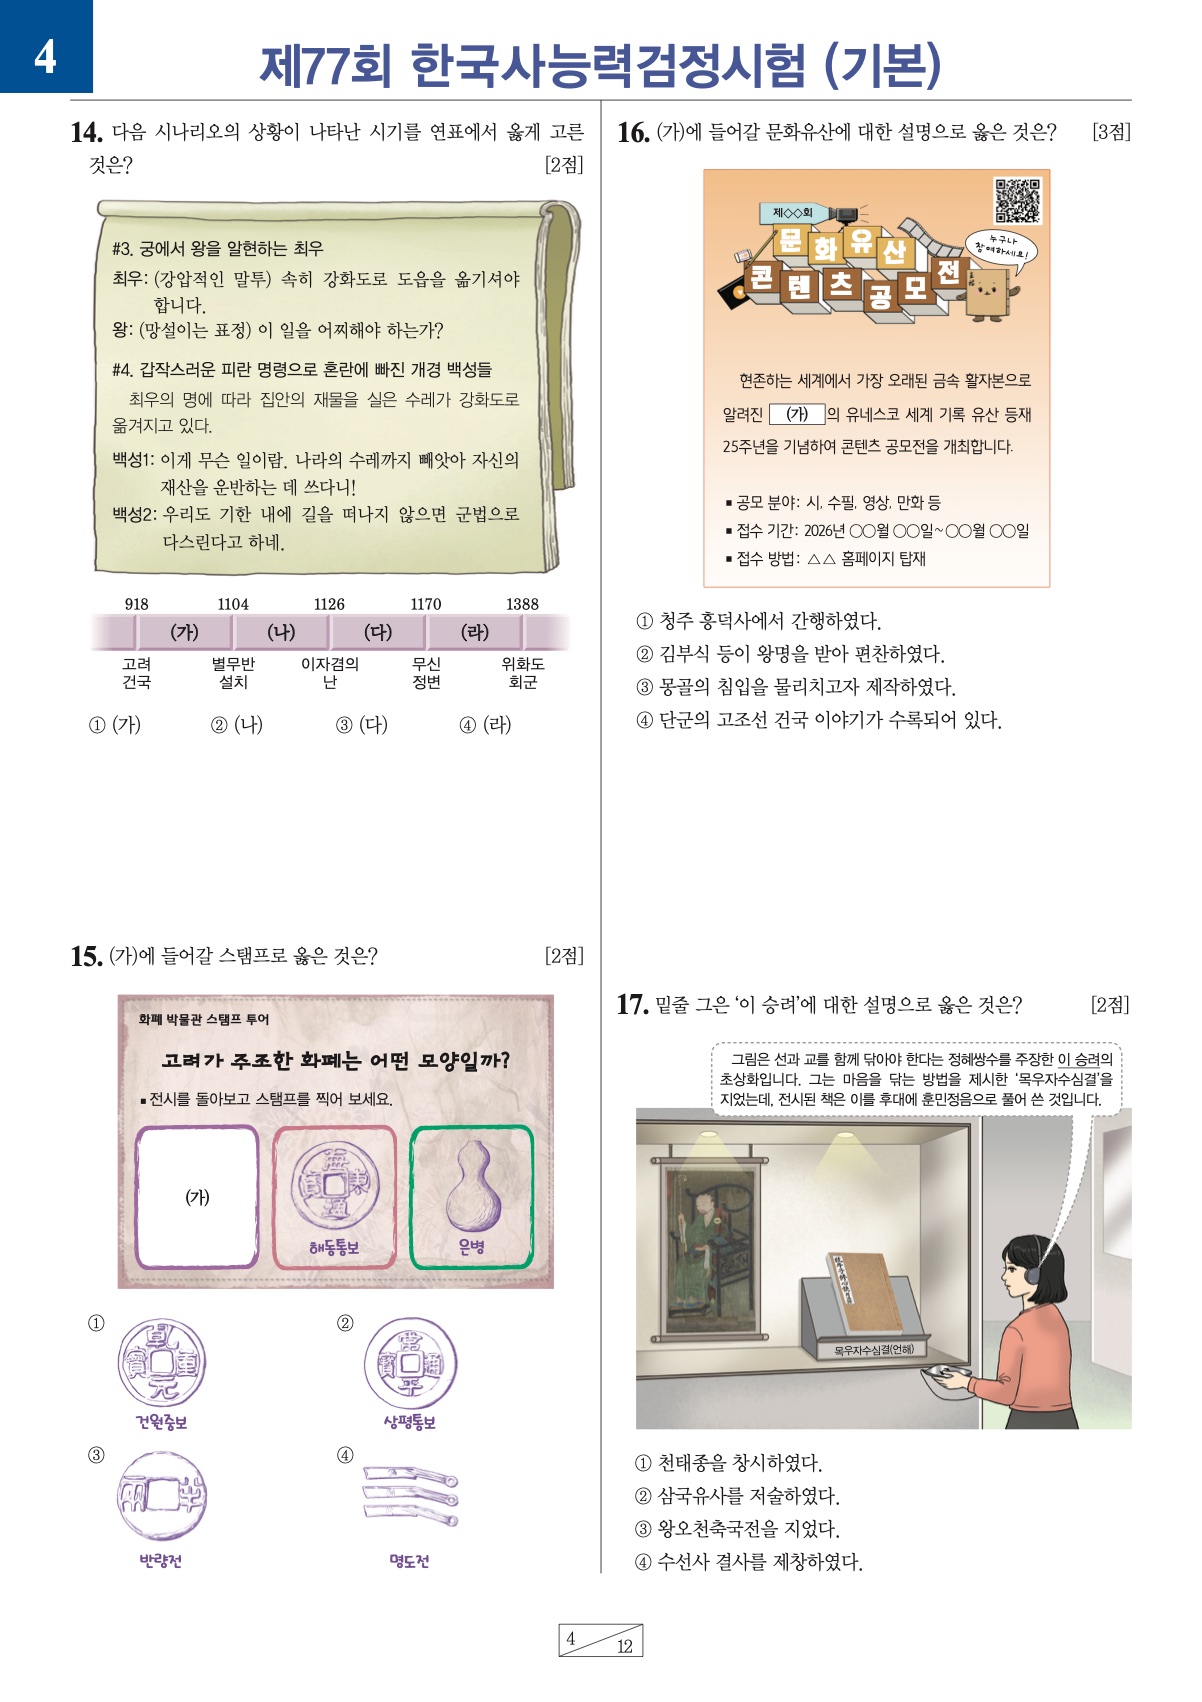 4
제77회 한국사능력검정시험 (기본)
14. 다음 시나리오의 상황이 나타난 시기를 연표에서 옳게 고른
것은? [2점]
#3. 궁에서 왕을 알현하는 최우
최우: (강압적인 말투) 속히 강화도로 도읍을 옮기셔야
합니다.
왕: (망설이는 표정) 이 일을 어찌해야 하는가?
#4. 갑작스러운 피란 명령으로 혼란에 빠진 개경 백성들
최우의 명에 따라 집안의 재물을 실은 수레가 강화도로
옮겨지고 있다.
백성1: 이게 무슨 일이람. 나라의 수레까지 빼앗아 자신의
재산을 운반하는 데 쓰다니!
백성2: 우리도 기한 내에 길을 떠나지 않으면 군법으로
다스린다고 하네.
918 1104 1126 1170 1388
(가) (나) (다) (라)
고려 별무반 이자겸의 무신 위화도
건국 설치 난 정변 회군
① (가) ② (나) ③ (다) ④ (라)
15. (가)에 들어갈 스탬프로 옳은 것은? [2점]
화폐 박물관 스탬프 투어
고려가 주조한 화폐는 어떤 모양일까?
▪ 전시를 돌아보고 스탬프를 찍어 보세요.
(가)
해동통보 은병
① ②
건원중보 상평통보
③ ④
반량전 명도전
16. (가)에 들어갈 문화유산에 대한 설명으로 옳은 것은? [3점]
제◇◇회
문화유산
콘텐츠공모전
누구나
참여하세요!
현존하는 세계에서 가장 오래된 금속 활자본으로
알려진 (가) 의 유네스코 세계 기록 유산 등재
25주년을 기념하여 콘텐츠 공모전을 개최합니다.
▪ 공모 분야: 시, 수필, 영상, 만화 등
▪ 접수 기간: 2026년 ○○월 ○○일~○○월 ○○일
▪ 접수 방법: △△ 홈페이지 탑재
① 청주 흥덕사에서 간행하였다.
② 김부식 등이 왕명을 받아 편찬하였다.
③ 몽골의 침입을 물리치고자 제작하였다.
④ 단군의 고조선 건국 이야기가 수록되어 있다.
17. 밑줄 그은 ‘이 승려’에 대한 설명으로 옳은 것은? [2점]
그림은 선과 교를 함께 닦아야 한다는 정혜쌍수를 주장한 이 승려의
초상화입니다. 그는 마음을 닦는 방법을 제시한 ‘목우자수심결’을
지었는데, 전시된 책은 이를 후대에 훈민정음으로 풀어 쓴 것입니다.
목우자수심결(언해)
① 천태종을 창시하였다.
② 삼국유사를 저술하였다.
③ 왕오천축국전을 지었다.
④ 수선사 결사를 제창하였다.
4 12